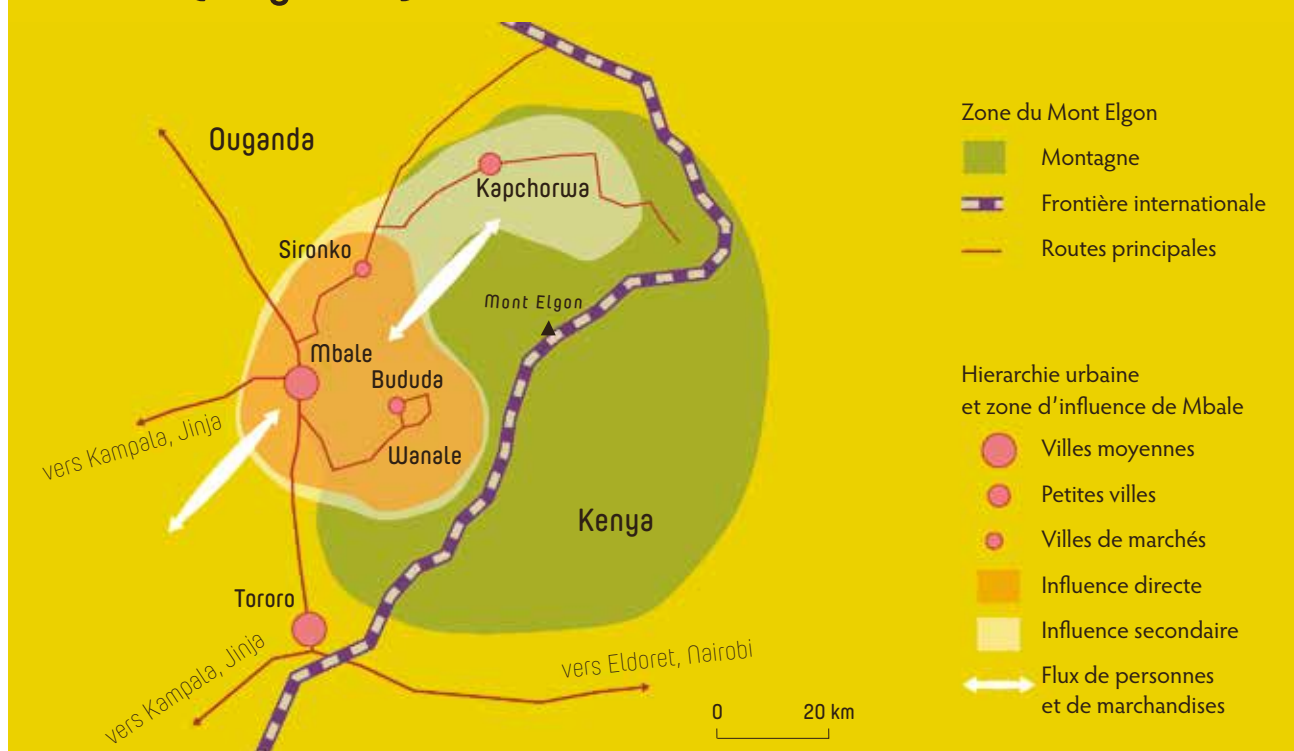 Ouganda
Kapchorwa
Sironko
Mont Elgon
Mbale
Bududa
vers Kampala, Jinja
Wanale
Kenya
Tororo
vers Kampala, Jinja
vers Eldoret, Nairobi
0 20 km
Zone du Mont Elgon
Montagne
Frontière internationale
Routes principales
Hierarchie urbaine
et zone d'influence de Mbale
Villes moyennes
Petites villes
Villes de marchés
Influence directe
Influence secondaire
Flux de personnes
et de marchandises